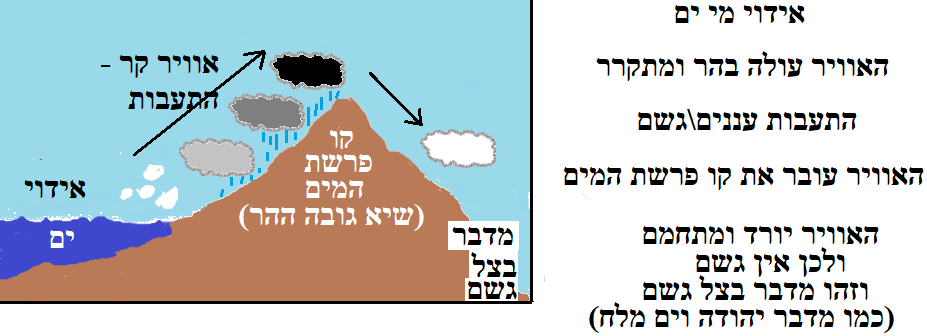 אידוי מי ים
האוויר עולה בהר ומתקרר
התעבות עננים\גשם
האוויר עובר את קו פרשת המים
האוויר יורד ומתחמם
ולכן אין גשם
וזהו מדבר בצל גשם
(כמו מדבר יהודה וים מלח)
אוויר קר -
התעבות
אידוי
ים
קו
פרשת
המים
(שיא גובה ההר)
מדבר
בצל
גשם